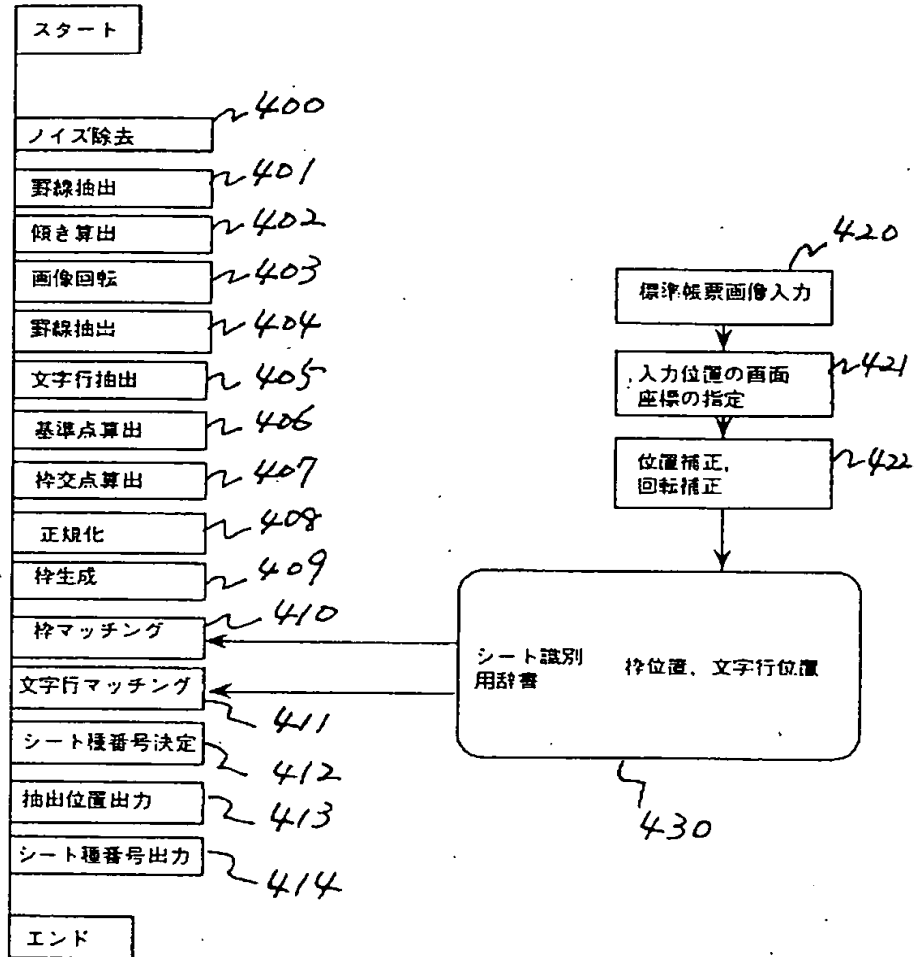 スタート
400
ノイズ除去
401
罫線抽出
402
傾き算出
403
画像回転
404
罫線抽出
405
文字行抽出
406
基準点算出
407
枠交点算出
408
正規化
409
枠生成
410
枠マッチング
文字行マッチング
411
シート種番号決定
412
抽出位置出力
413
シート種番号出力
414
エンド
420
標準帳票画像入力
421
入力位置の画面
座標の指定
422
位置補正,
回転補正
シート識別
用辞書
枠位置, 文字行位置
430